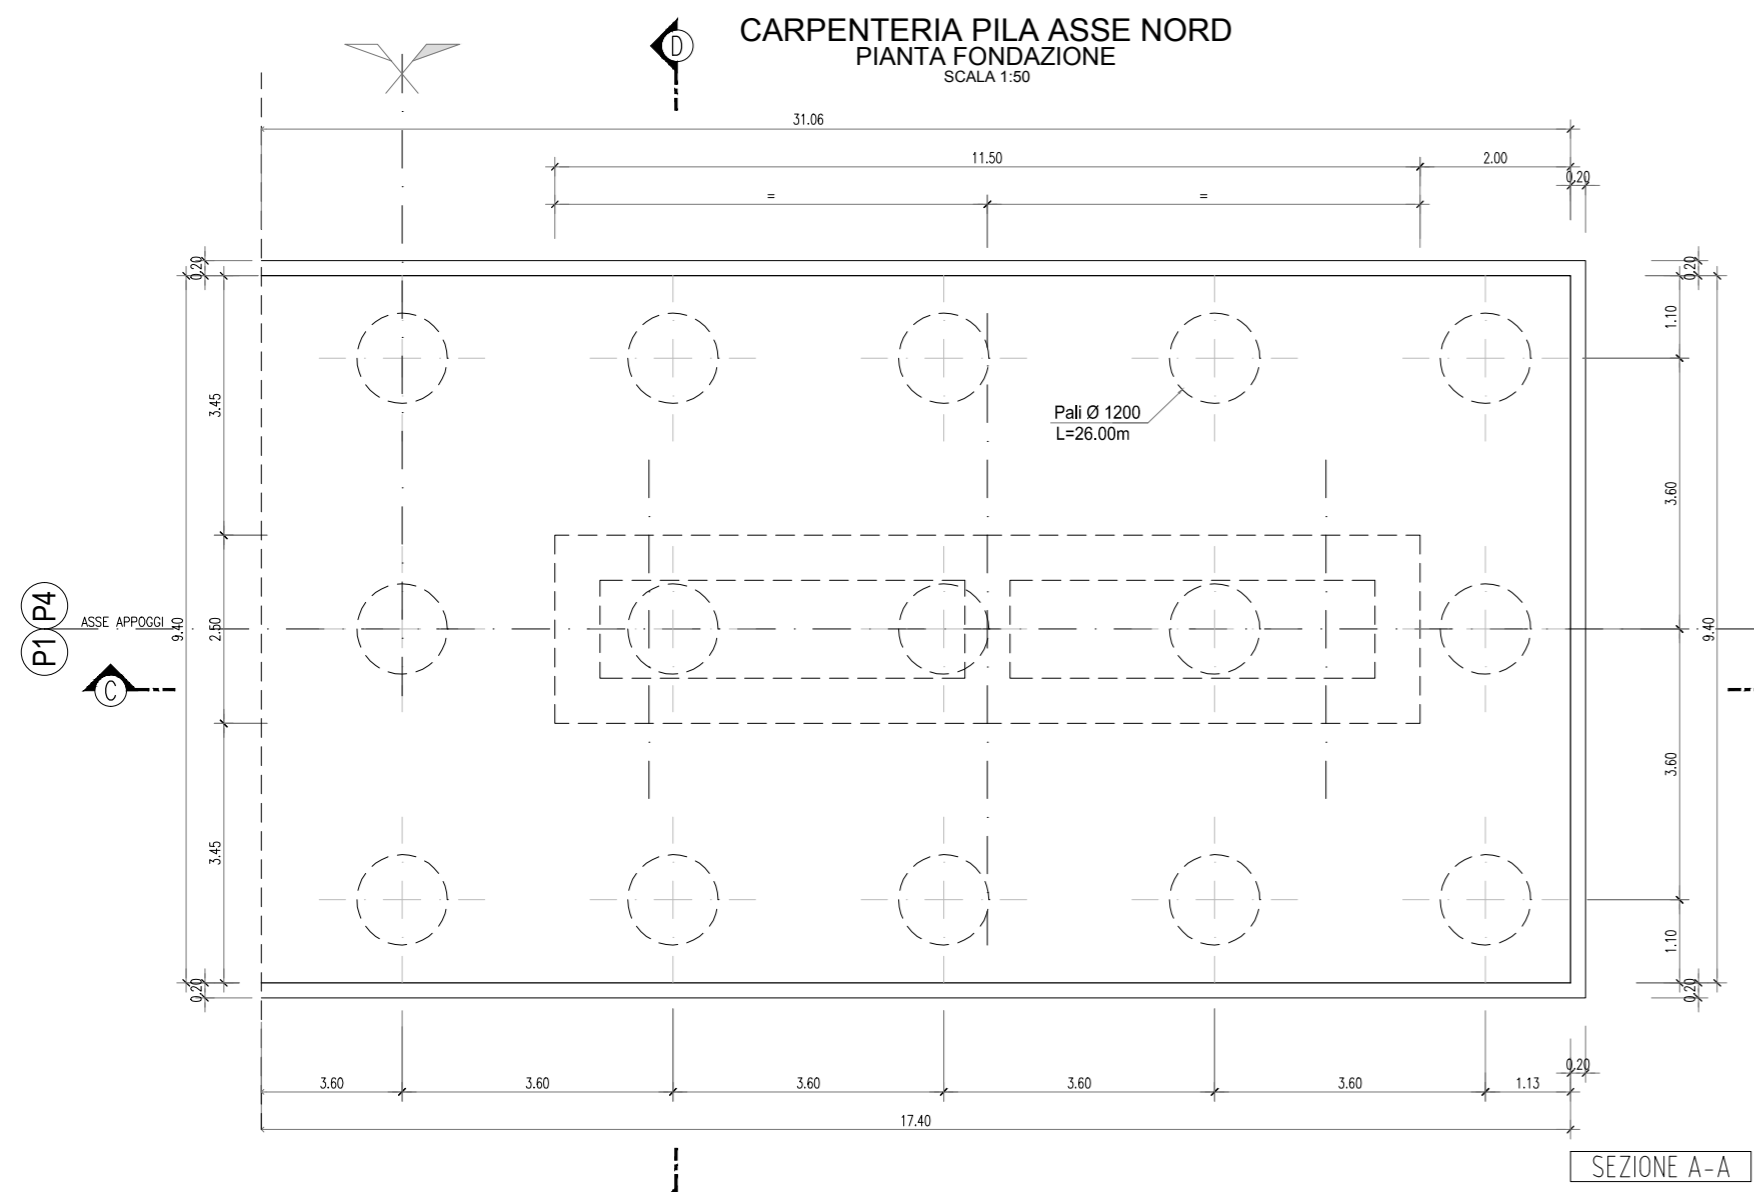 CARPENTERIA PILA ASSE NORD
PIANTA FONDAZIONE
SCALA 1:50
D
31.06
11.50
2.00
0.20
=
=
0.20
0.20
1.10
3.45
Pali Ø 1200
L=26.00m
3.60
P4
P1
ASSE APPOGGI
9.40
2.50
9.40
C
3.60
3.45
1.10
0.20
0.20
0.20
3.60
3.60
3.60
3.60
3.60
1.13
17.40
SEZIONE A-A